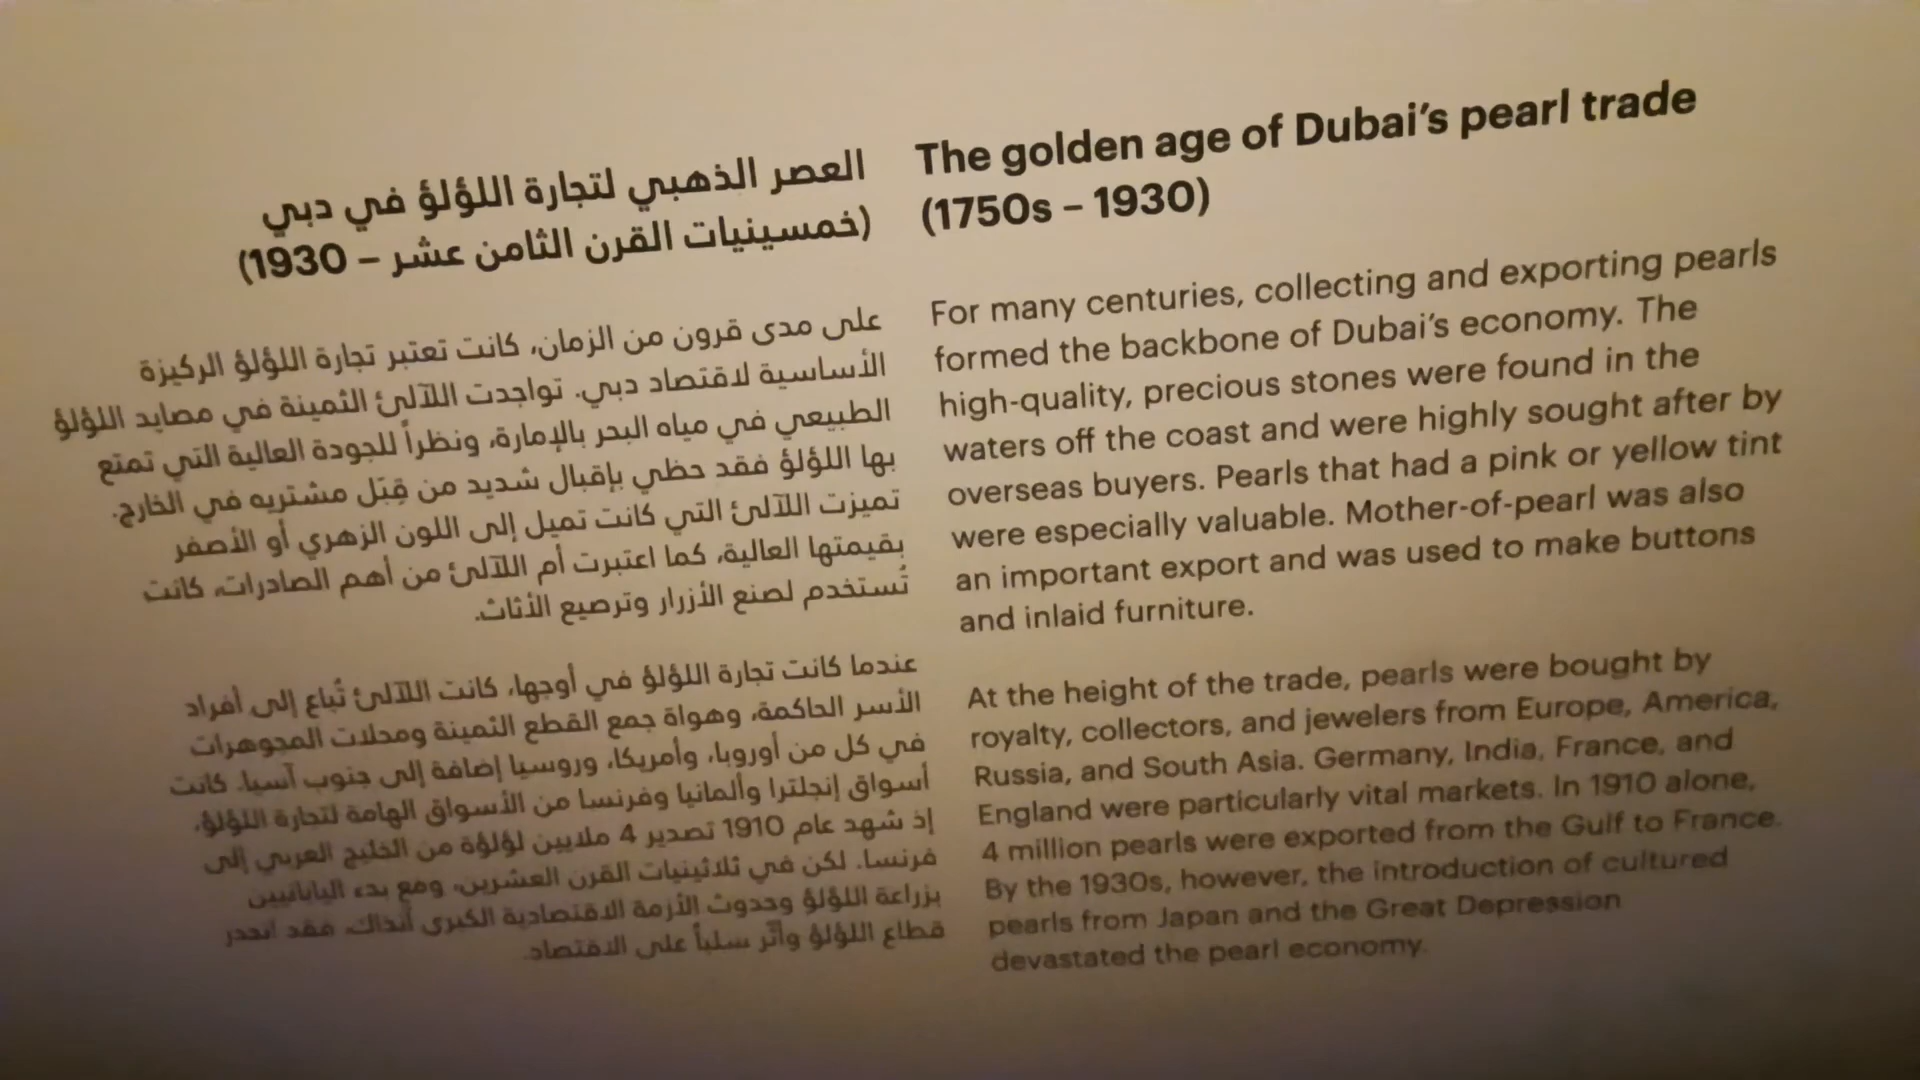 العصر الذهبي لتجارة اللؤلؤ في دبي
(خمسينيات القرن الثامن عشر – 1930)
على مدى قرون من الزمان، كانت تعتبر تجارة اللؤلؤ الركيزة
الأساسية لاقتصاد دبي. تواجدت اللآلئ الثمينة في مصايد اللؤلؤ
الطبيعي في مياه البحر بالإمارة، ونظراً للجودة العالية التي تمتع
بها اللؤلؤ فقد حظي بإقبال شديد من قِبَل مشتريه في الخارج.
تميزت اللآلئ التي كانت تميل إلى اللون الزهري أو الأصفر
بقيمتها العالية، كما اعتبرت أم اللآلئ من أهم الصادرات، كانت
تُستخدم لصنع الأزرار وترصيع الأثاث.
عندما كانت تجارة اللؤلؤ في أوجها، كانت اللآلئ تُباع إلى أفراد
الأسر الحاكمة، وهواة جمع القطع الثمينة ومحلات المجوهرات
في كل من أوروبا، وأمريكا، وروسيا إضافة إلى جنوب آسيا. كانت
أسواق إنجلترا وألمانيا وفرنسا من الأسواق الهامة لتجارة اللؤلؤ،
إذ شهد عام 1910 تصدير 4 ملايين لؤلؤة من الخليج العربي إلى
فرنسا. لكن في ثلاثينيات القرن العشرين، ومع بدء اليابانيين
بزراعة اللؤلؤ وحدوث الأزمة الاقتصادية الكبرى آنذاك، فقد انحدر
قطاع اللؤلؤ وأثّر سلباً على الاقتصاد.
The golden age of Dubai’s pearl trade
(1750s – 1930)
For many centuries, collecting and exporting pearls
formed the backbone of Dubai’s economy. The
high-quality, precious stones were found in the
waters off the coast and were highly sought after by
overseas buyers. Pearls that had a pink or yellow tint
were especially valuable. Mother-of-pearl was also
an important export and was used to make buttons
and inlaid furniture.
At the height of the trade, pearls were bought by
royalty, collectors, and jewelers from Europe, America,
Russia, and South Asia. Germany, India, France, and
England were particularly vital markets. In 1910 alone,
4 million pearls were exported from the Gulf to France.
By the 1930s, however, the introduction of cultured
pearls from Japan and the Great Depression
devastated the pearl economy.